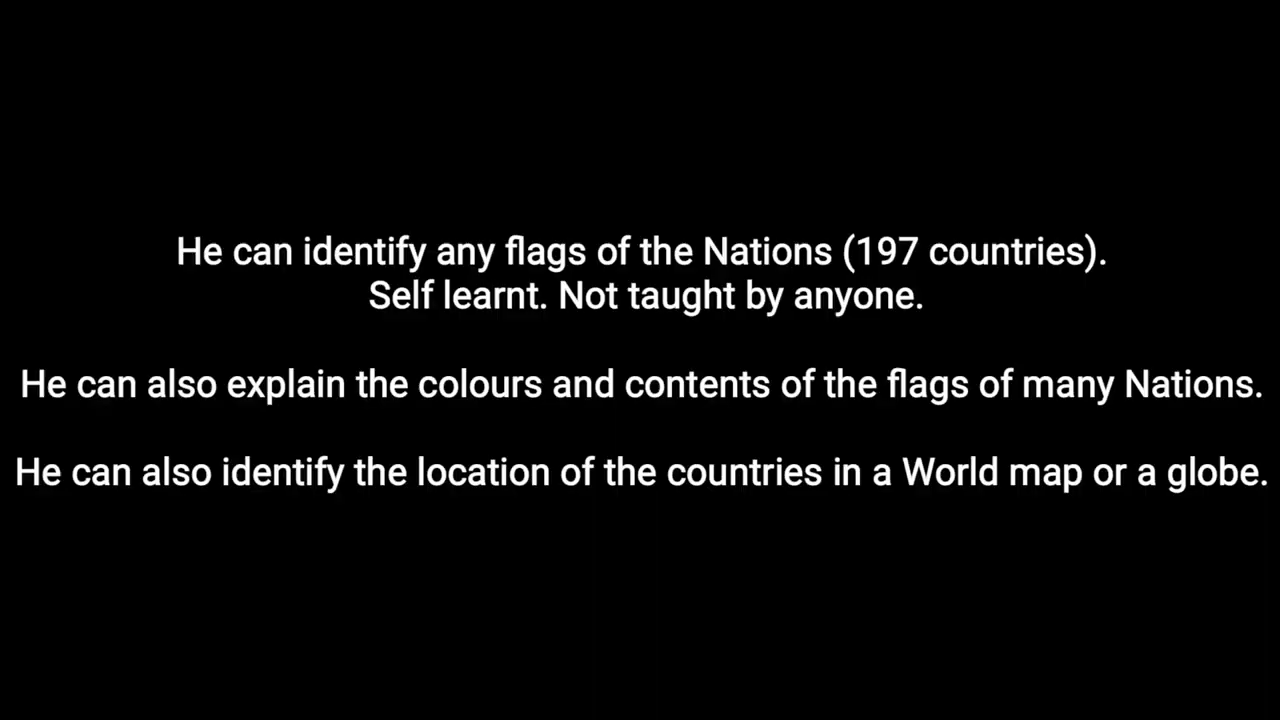 He can identify any flags of the Nations (197 countries).
Self learnt. Not taught by anyone.
He can also explain the colours and contents of the flags of many Nations.
He can also identify the location of the countries in a World map or a globe.